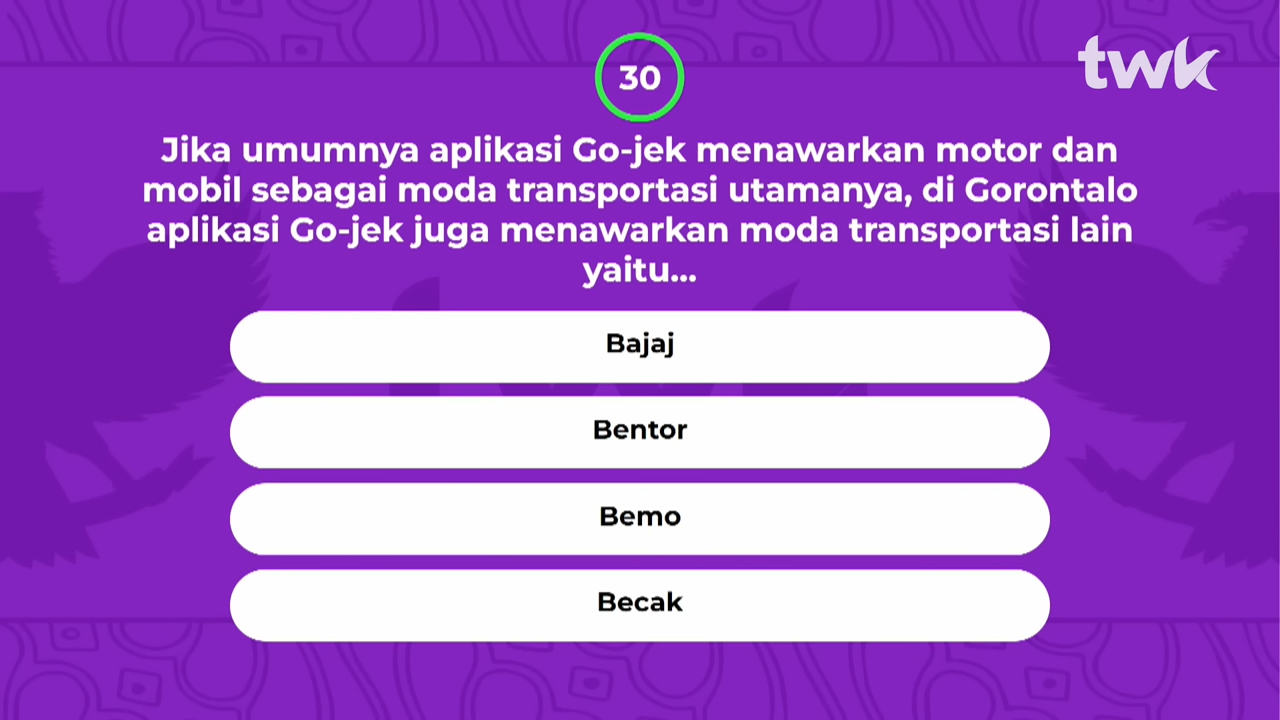 30
twk
Jika umumnya aplikasi Go-jek menawarkan motor dan
mobil sebagai moda transportasi utamanya, di Gorontalo
aplikasi Go-jek juga menawarkan moda transportasi lain
yaitu...
Bajaj
Bentor
Bemo
Becak